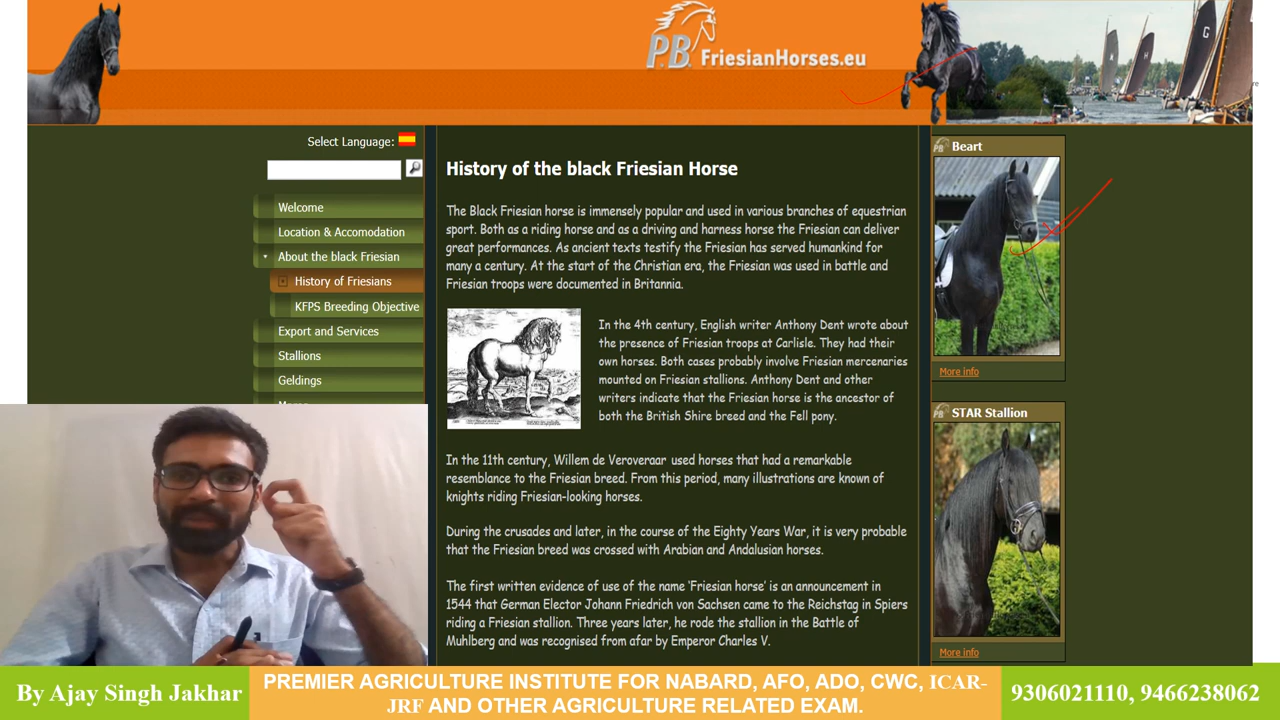 P.B. FriesianHorses.eu
Select Language:
Welcome
Location & Accomodation
About the black Friesian
History of Friesians
KFPS Breeding Objective
Export and Services
Stallions
Geldings
History of the black Friesian Horse
The Black Friesian horse is immensely popular and used in various branches of equestrian
sport. Both as a riding horse and as a driving and harness horse the Friesian can deliver
great performances. As ancient texts testify the Friesian has served humankind for
many a century. At the start of the Christian era, the Friesian was used in battle and
Friesian troops were documented in Britannia.
In the 4th century, English writer Anthony Dent wrote about
the presence of Friesian troops at Carlisle. They had their
own horses. Both cases probably involve Friesian mercenaries
mounted on Friesian stallions. Anthony Dent and other
writers indicate that the Friesian horse is the ancestor of
both the British Shire breed and the Fell pony.
In the 11th century, Willem de Veroveraar used horses that had a remarkable
resemblance to the Friesian breed. From this period, many illustrations are known of
knights riding Friesian-looking horses.
During the crusades and later, in the course of the Eighty Years War, it is very probable
that the Friesian breed was crossed with Arabian and Andalusian horses.
The first written evidence of use of the name 'Friesian horse' is an announcement in
1544 that German Elector Johann Friedrich von Sachsen came to the Reichstag in Spiers
riding a Friesian stallion. Three years later, he rode the stallion in the Battle of
Muhlberg and was recognised from afar by Emperor Charles V.
PB Beart
More info
PB STAR Stallion
More info
G
H
By Ajay Singh Jakhar
PREMIER AGRICULTURE INSTITUTE FOR NABARD, AFO, ADO, CWC, ICAR-
JRF AND OTHER AGRICULTURE RELATED EXAM.
9306021110, 9466238062